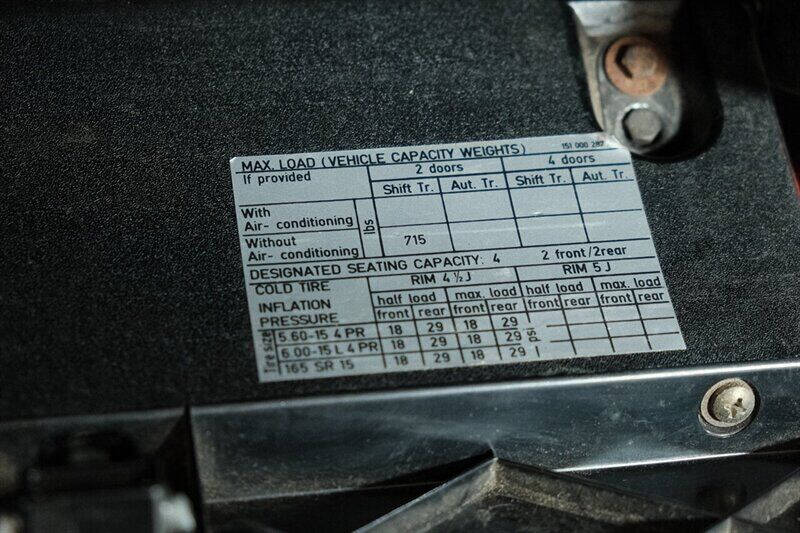 MAX. LOAD (VEHICLE CAPACITY WEIGHTS) 151 000 287
If provided 2 doors 4 doors
Shift Tr. Aut. Tr. Shift Tr. Aut. Tr.
With
Air- conditioning
lbs
Without
Air- conditioning 715
DESIGNATED SEATING CAPACITY: 4 2 front/2rear
COLD TIRE RIM 4 ½ J RIM 5 J
INFLATION half load max. load half load max. load
PRESSURE front rear front rear front rear front rear
Tire size
5.60-15 4 PR 18 29 18 29
6.00-15 L 4 PR 18 29 18 29
165 SR 15 18 29 18 29
psi